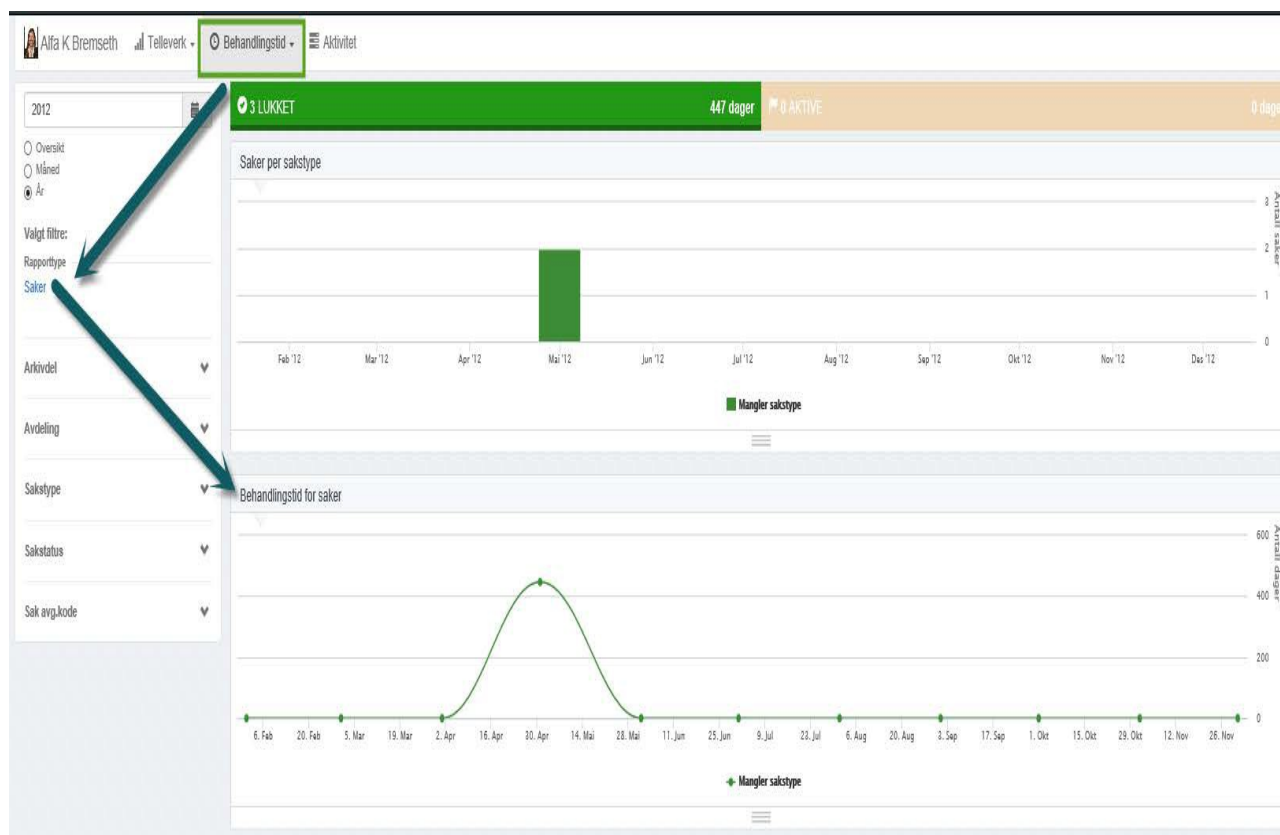 Alfa K Bremseth Telleverk Behandlingstid Aktivitet
2012
Oversikt
Måned
År
Valgt filtre:
Rapporttype
Saker
Arkivdel
Avdeling
Sakstype
Sakstatus
Sak avg.kode
3 LUKKET 447 dager 0 AKTIVE 0 dage
Saker per sakstype
3
2
1
0
Antall saker
Feb '12 Mar '12 Apr '12 Mai '12 Jun '12 Jul '12 Aug '12 Sep '12 Okt '12 Nov '12 Des '12
Mangler sakstype
Behandlingstid for saker
600
400
200
0
Antall dager
6. Feb 20. Feb 5. Mar 19. Mar 2. Apr 16. Apr 30. Apr 14. Mai 28. Mai 11. Jun 25. Jun 9. Jul 23. Jul 6. Aug 20. Aug 3. Sep 17. Sep 1. Okt 15. Okt 29. Okt 12. Nov 26. Nov
Mangler sakstype